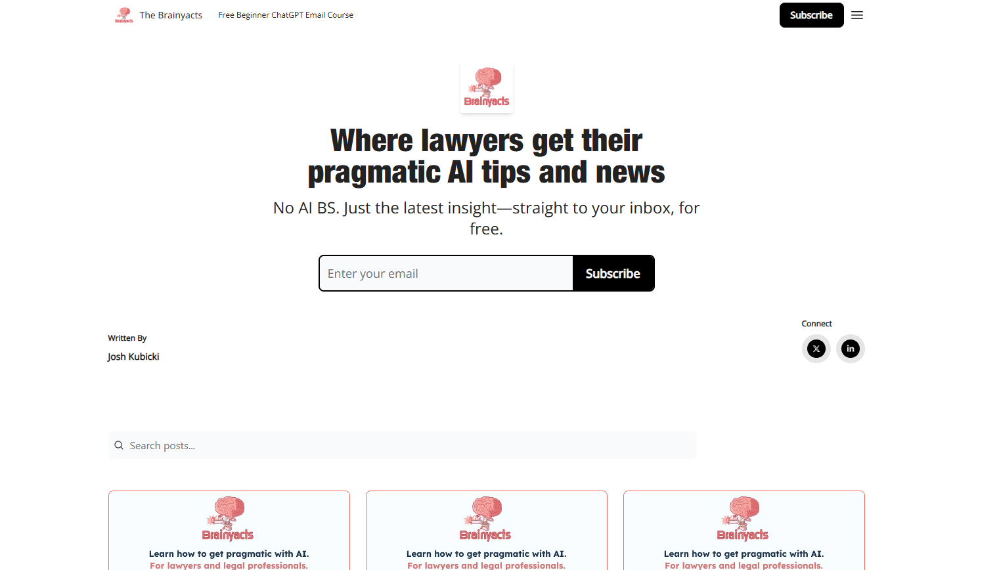 Brainyacts
The Brainyacts
Free Beginner ChatGPT Email Course
Subscribe
Brainyacts
Where lawyers get their
pragmatic AI tips and news
No AI BS. Just the latest insight—straight to your inbox, for
free.
Enter your email
Subscribe
Connect
Written By
Josh Kubicki
X
in
Search posts...
Brainyacts
Learn how to get pragmatic with AI.
For lawyers and legal professionals.
Brainyacts
Learn how to get pragmatic with AI.
For lawyers and legal professionals.
Brainyacts
Learn how to get pragmatic with AI.
For lawyers and legal professionals.